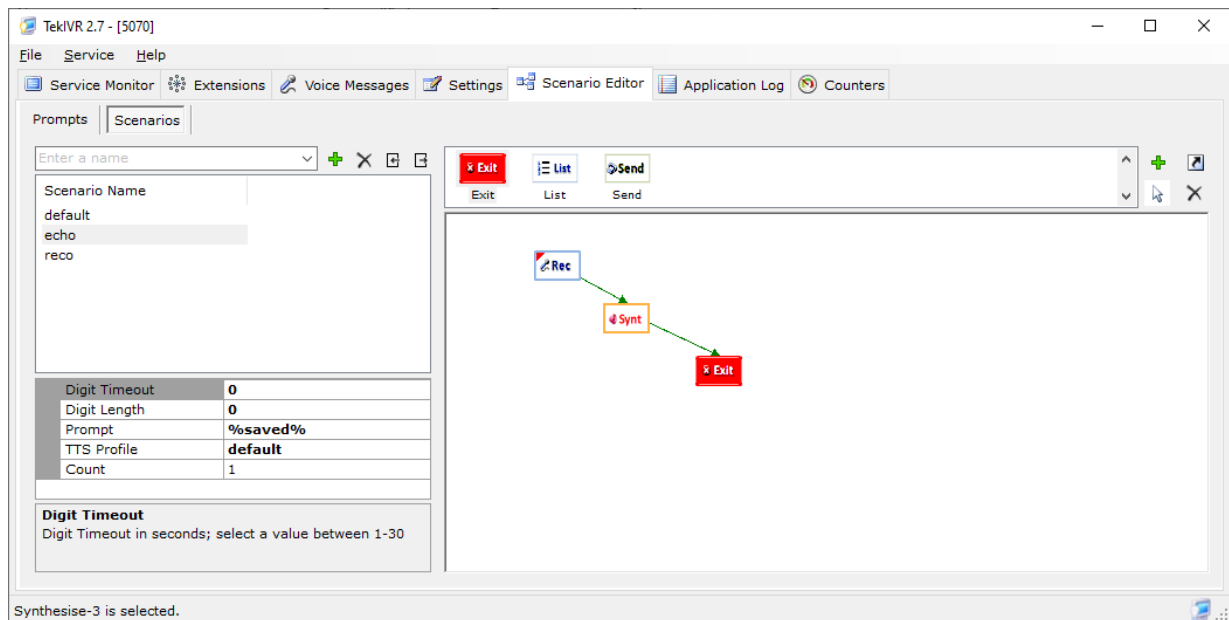 TekIVR 2.7 - [5070]
File Service Help
Service Monitor Extensions Voice Messages Settings Scenario Editor Application Log Counters
Prompts Scenarios
Enter a name
Scenario Name
default
echo
reco
Digit Timeout 0
Digit Length 0
Prompt %saved%
TTS Profile default
Count 1
Digit Timeout
Digit Timeout in seconds; select a value between 1-30
Exit List Send
Exit List Send
Rec
Synt
Exit
Synthesise-3 is selected.